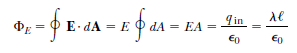 Φ_E = ∮ E · dA = E ∮ dA = EA = q_in / ϵ₀ = λℓ / ϵ₀